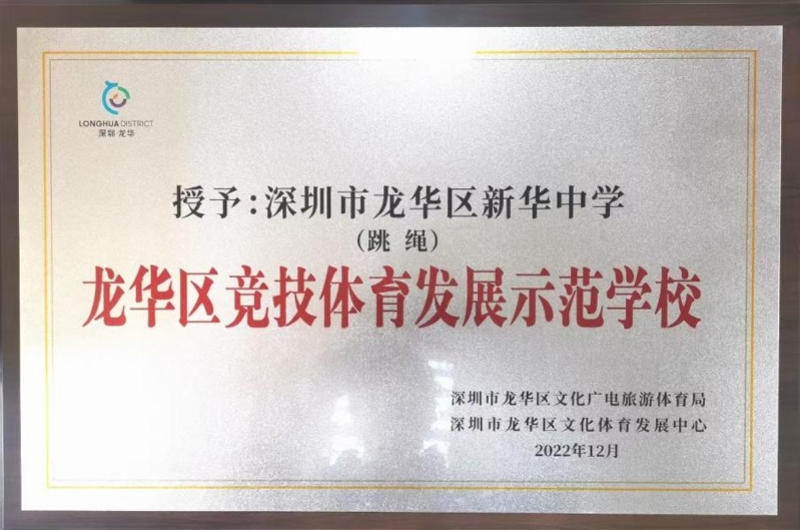 LONGHUA DISTRICT
深圳·龙华
授予:深圳市龙华区新华中学
(跳 绳)
龙华区竞技体育发展示范学校
深圳市龙华区文化广电旅游体育局
深圳市龙华区文化体育发展中心
2022年12月